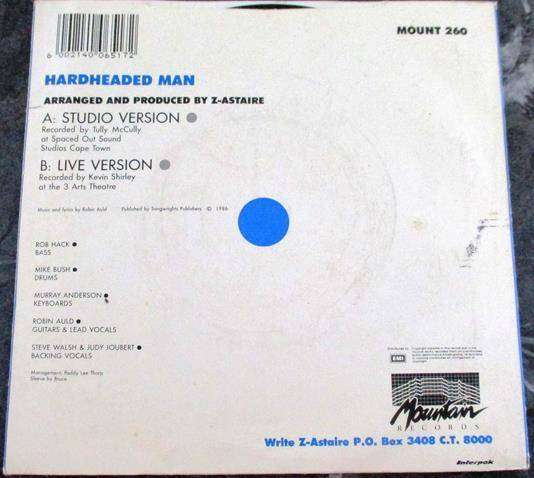 MOUNT 260
6 002140 065172
HARDHEADED MAN
ARRANGED AND PRODUCED BY Z-ASTAIRE
A: STUDIO VERSION
Recorded by Tully McCully
at Spaced Out Sound
Studios Cape Town
B: LIVE VERSION
Recorded by Kevin Shirley
at the 3 Arts Theatre
Music and lyrics by Robin Auld Published by Songwrights Publishers © 1986
ROB HACK
BASS
MIKE BUSH
DRUMS
MURRAY ANDERSON
KEYBOARDS
ROBIN AULD
GUITARS & LEAD VOCALS
STEVE WALSH & JUDY JOUBERT
BACKING VOCALS
Management: Paddy Lee Thorp
Sleeve by Bruce
Distributed by
EMI
Mountain
RECORDS
Write Z-Astaire P.O. Box 3408 C.T. 8000
Interpak